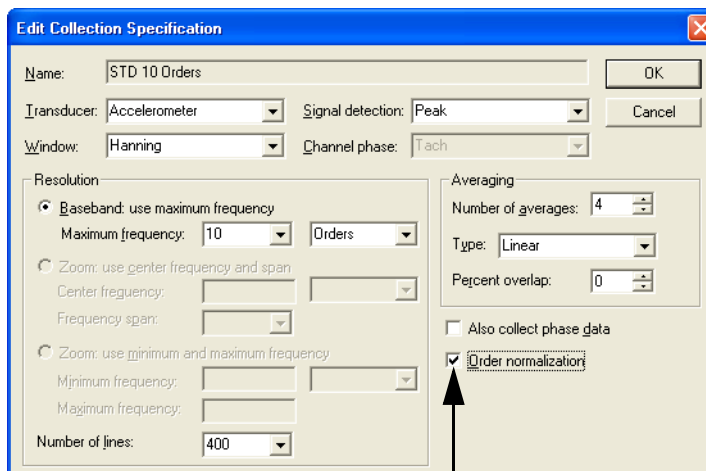 Edit Collection Specification
Name: STD 10 Orders
OK
Transducer: Accelerometer
Signal detection: Peak
Cancel
Window: Hanning
Channel phase: Tach
Resolution
Baseband: use maximum frequency
Maximum frequency: 10 Orders
Zoom: use center frequency and span
Center frequency:
Frequency span:
Zoom: use minimum and maximum frequency
Minimum frequency:
Maximum frequency:
Number of lines: 400
Averaging
Number of averages: 4
Type: Linear
Percent overlap: 0
Also collect phase data
Order normalization